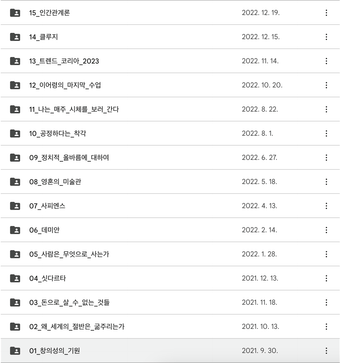 15_인간관계론 2022. 12. 19.
14_클루지 2022. 12. 15.
13_트렌드_코리아_2023 2022. 11. 14.
12_이어령의_마지막_수업 2022. 10. 20.
11_나는_매주_시체를_보러_간다 2022. 8. 22.
10_공정하다는_착각 2022. 8. 1.
09_정치적_올바름에_대하여 2022. 6. 27.
08_영혼의_미술관 2022. 5. 18.
07_사피엔스 2022. 4. 13.
06_데미안 2022. 2. 14.
05_사람은_무엇으로_사는가 2022. 1. 28.
04_싯다르타 2021. 12. 13.
03_돈으로_살_수_없는_것들 2021. 11. 18.
02_왜_세계의_절반은_굶주리는가 2021. 10. 13.
01_창의성의_기원 2021. 9. 30.